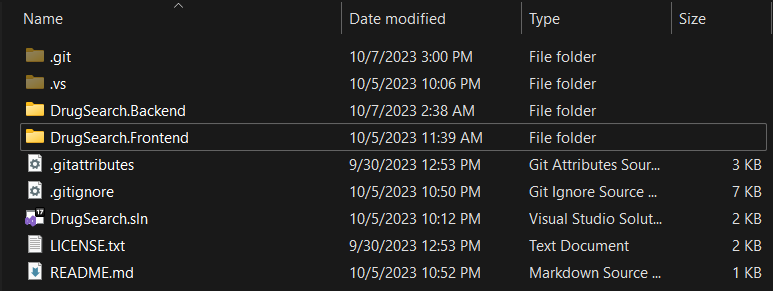 Name Date modified Type Size
.git 10/7/2023 3:00 PM File folder
.vs 10/5/2023 10:06 PM File folder
DrugSearch.Backend 10/7/2023 2:38 AM File folder
DrugSearch.Frontend 10/5/2023 11:39 AM File folder
.gitattributes 9/30/2023 12:53 PM Git Attributes Sour... 3 KB
.gitignore 10/5/2023 10:50 PM Git Ignore Source ... 7 KB
17 DrugSearch.sln 10/5/2023 10:12 PM Visual Studio Solut... 2 KB
LICENSE.txt 9/30/2023 12:53 PM Text Document 2 KB
README.md 10/5/2023 10:52 PM Markdown Source ... 1 KB